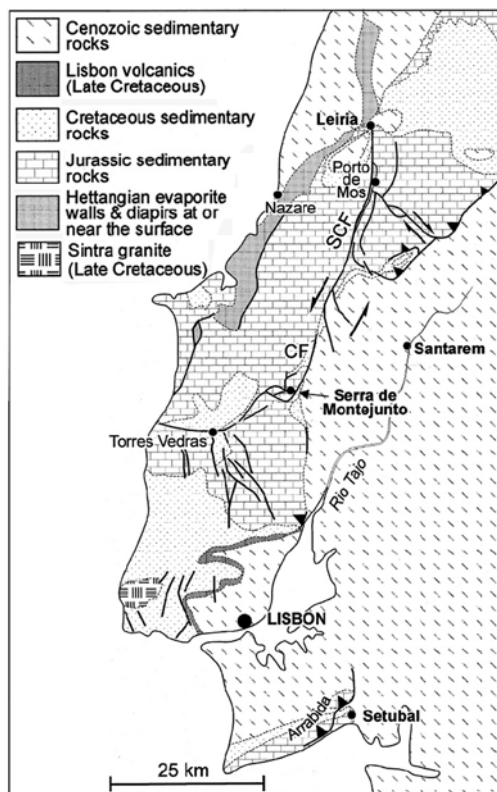 Cenozoic sedimentary
rocks
Lisbon volcanics
(Late Cretaceous)
Cretaceous sedimentary
rocks
Jurassic sedimentary
rocks
Hettangian evaporite
walls & diapirs at or
near the surface
Sintra granite
(Late Cretaceous)
Leiria
Porto
de
Mos
Nazare
SCF
Santarem
CF
Serra de
Montejunto
Torres Vedras
Rio Tajo
LISBON
Arrabida
Setubal
25 km